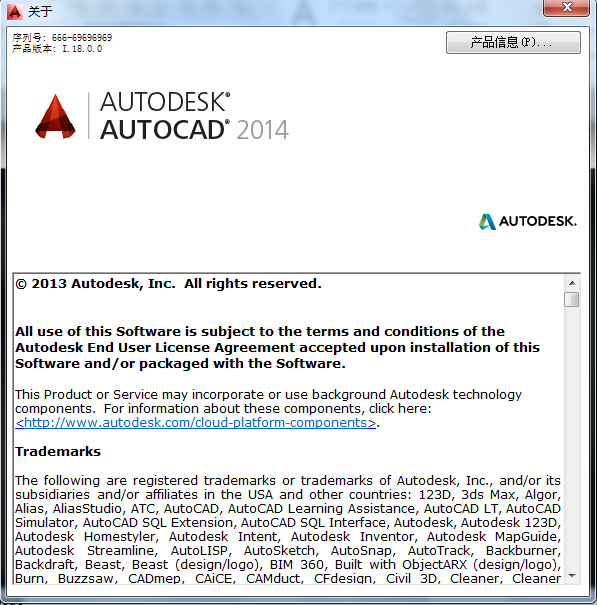 关于
序列号: 666-69696969
产品版本: I.18.0.0
产品信息(P)...
AUTODESK®
AUTOCAD® 2014
AUTODESK.
© 2013 Autodesk, Inc.  All rights reserved.
All use of this Software is subject to the terms and conditions of the
Autodesk End User License Agreement accepted upon installation of this
Software and/or packaged with the Software.
This Product or Service may incorporate or use background Autodesk technology
components.  For information about these components, click here:
<http://www.autodesk.com/cloud-platform-components>.
Trademarks
The following are registered trademarks or trademarks of Autodesk, Inc., and/or its
subsidiaries and/or affiliates in the USA and other countries: 123D, 3ds Max, Algor,
Alias, AliasStudio, ATC, AutoCAD, AutoCAD Learning Assistance, AutoCAD LT, AutoCAD
Simulator, AutoCAD SQL Extension, AutoCAD SQL Interface, Autodesk, Autodesk 123D,
Autodesk Homestyler, Autodesk Intent, Autodesk Inventor, Autodesk MapGuide,
Autodesk Streamline, AutoLISP, AutoSketch, AutoSnap, AutoTrack, Backburner,
Backdraft, Beast, Beast (design/logo), BIM 360, Built with ObjectARX (design/logo),
Burn, Buzzsaw, CADmep, CAiCE, CAMduct, CFdesign, Civil 3D, Cleaner, Cleaner